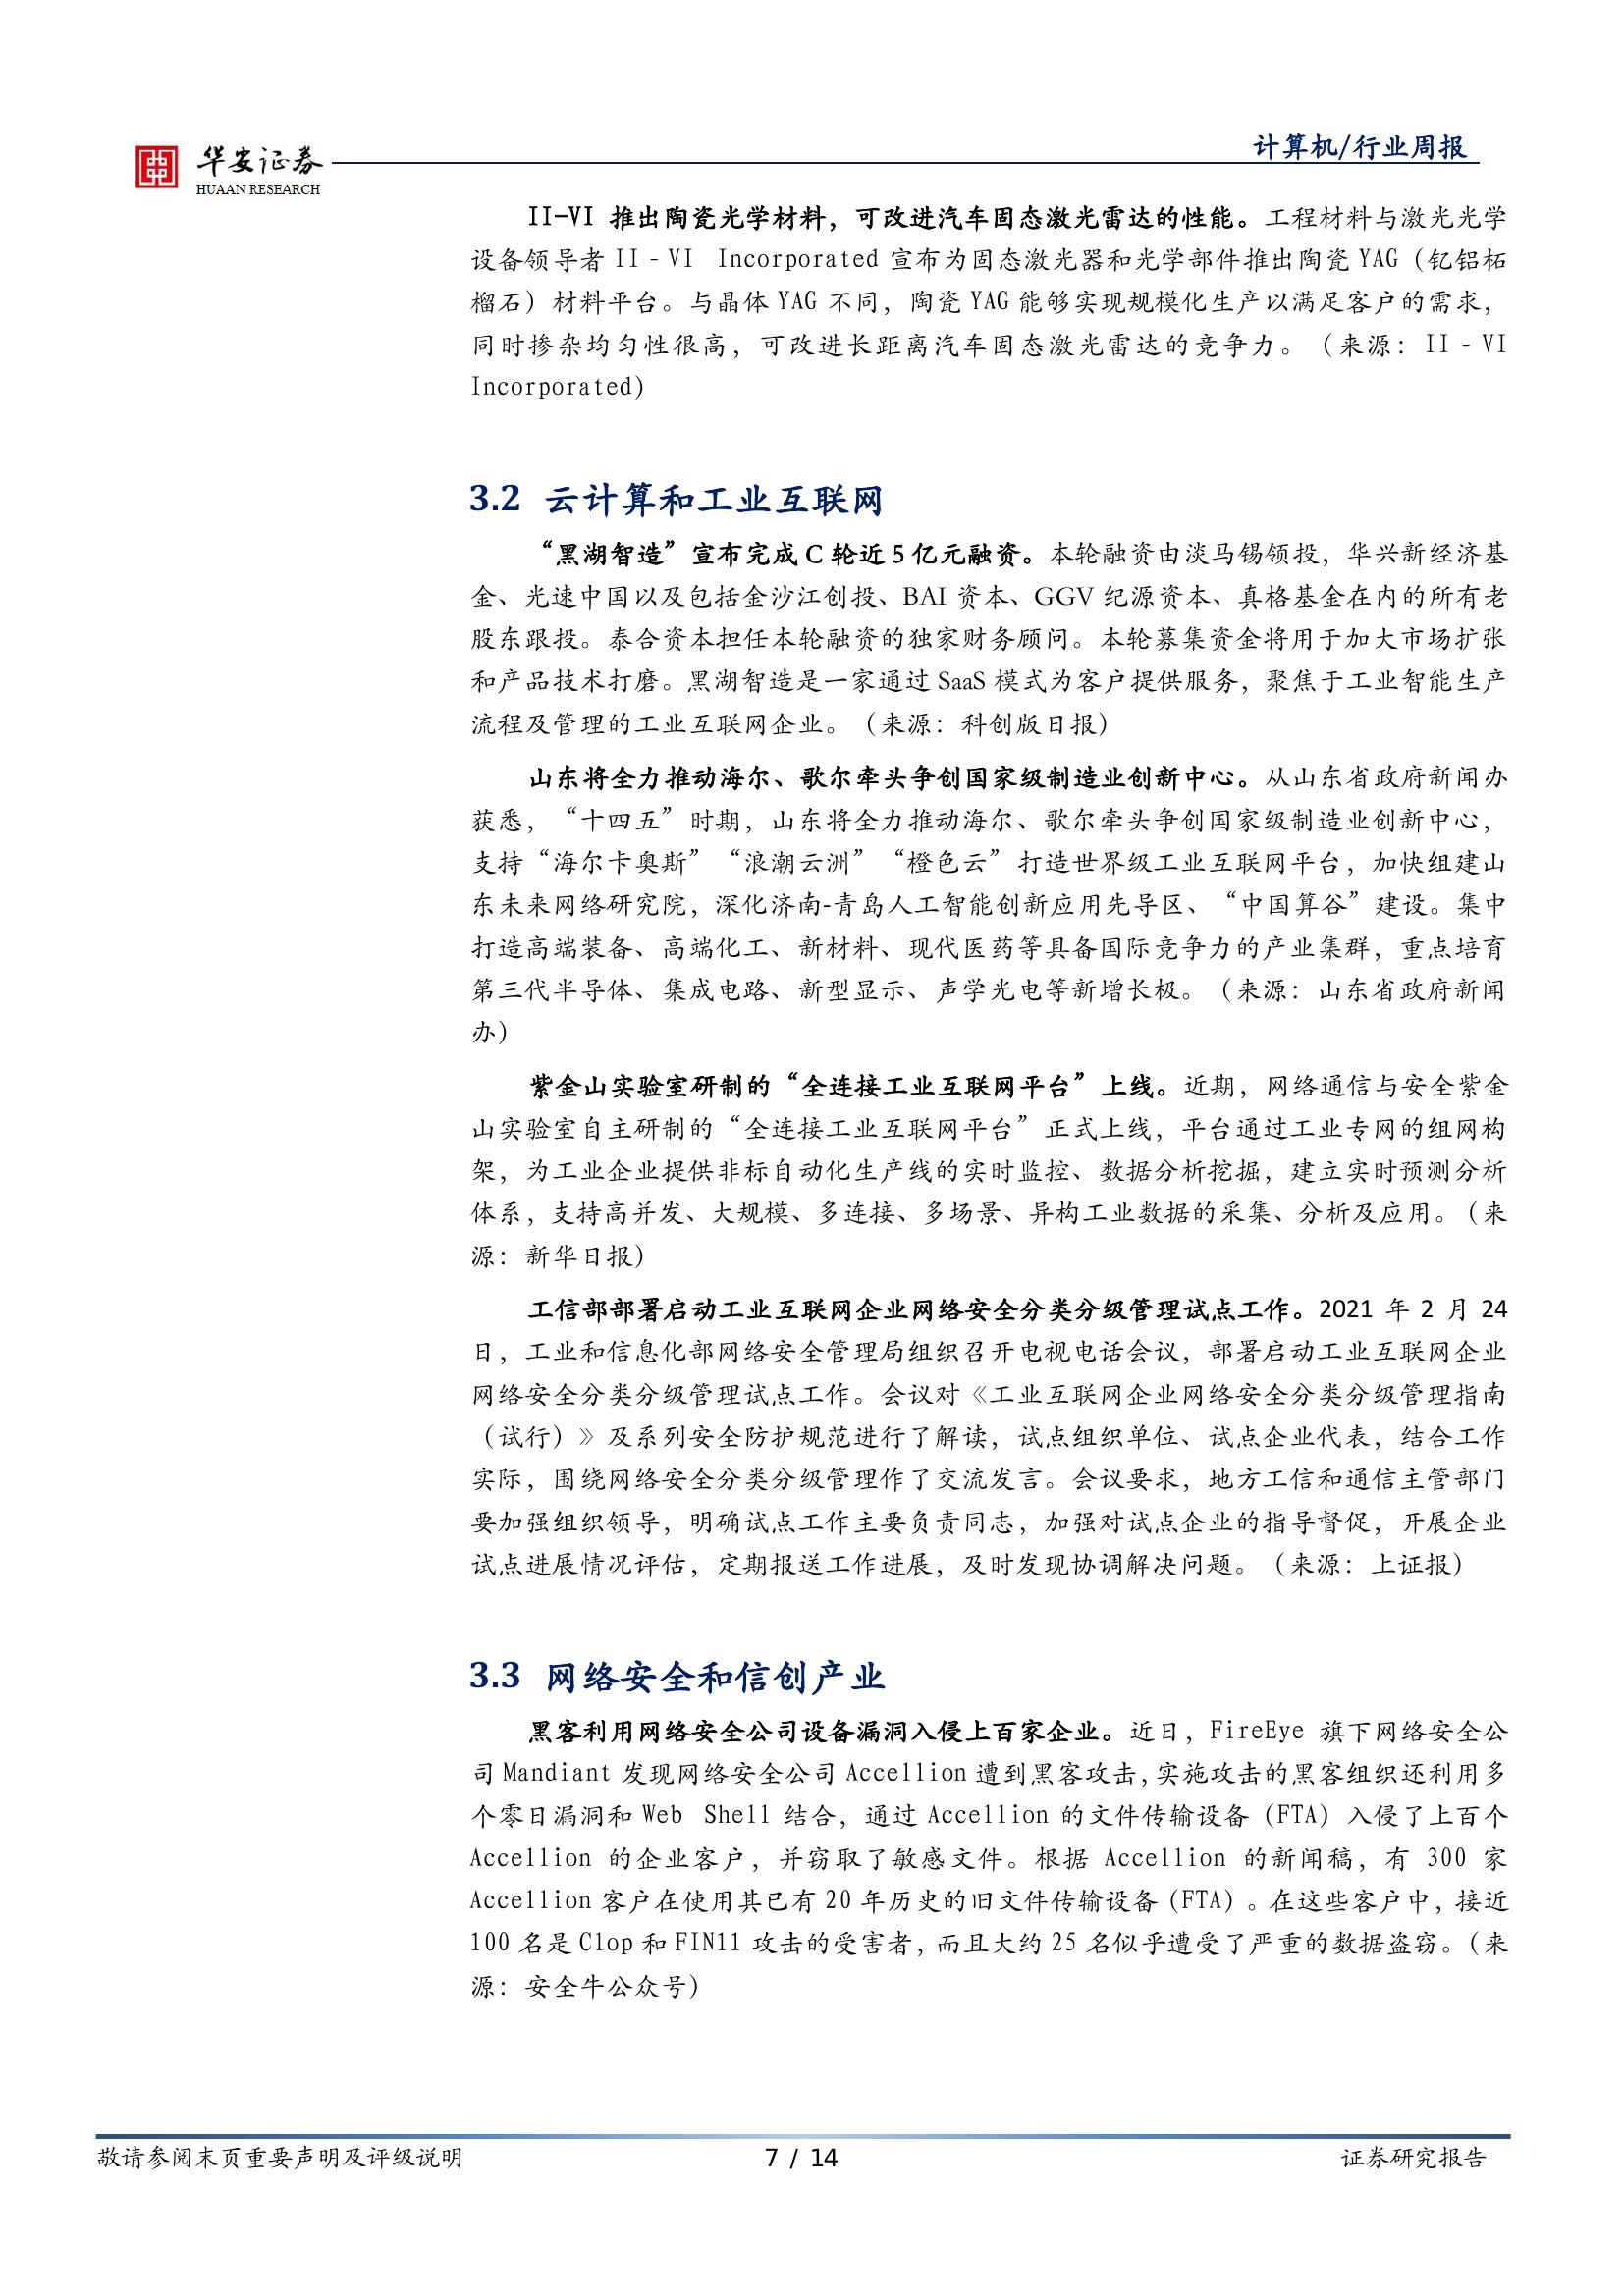 华安证券
HUAAN RESEARCH
计算机/行业周报
II-VI 推出陶瓷光学材料，可改进汽车固态激光雷达的性能。工程材料与激光光学
设备领导者 II‐VI Incorporated 宣布为固态激光器和光学部件推出陶瓷 YAG（钇铝柘
榴石）材料平台。与晶体 YAG 不同，陶瓷 YAG 能够实现规模化生产以满足客户的需求，
同时掺杂均匀性很高，可改进长距离汽车固态激光雷达的竞争力。（来源：II‐VI
Incorporated）
3.2 云计算和工业互联网
“黑湖智造”宣布完成 C 轮近 5 亿元融资。本轮融资由淡马锡领投，华兴新经济基
金、光速中国以及包括金沙江创投、BAI 资本、GGV 纪源资本、真格基金在内的所有老
股东跟投。泰合资本担任本轮融资的独家财务顾问。本轮募集资金将用于加大市场扩张
和产品技术打磨。黑湖智造是一家通过 SaaS 模式为客户提供服务，聚焦于工业智能生产
流程及管理的工业互联网企业。（来源：科创版日报）
山东将全力推动海尔、歌尔牵头争创国家级制造业创新中心。从山东省政府新闻办
获悉，“十四五”时期，山东将全力推动海尔、歌尔牵头争创国家级制造业创新中心，
支持“海尔卡奥斯”“浪潮云洲”“橙色云”打造世界级工业互联网平台，加快组建山
东未来网络研究院，深化济南-青岛人工智能创新应用先导区、“中国算谷”建设。集中
打造高端装备、高端化工、新材料、现代医药等具备国际竞争力的产业集群，重点培育
第三代半导体、集成电路、新型显示、声学光电等新增长极。（来源：山东省政府新闻
办）
紫金山实验室研制的“全连接工业互联网平台”上线。近期，网络通信与安全紫金
山实验室自主研制的“全连接工业互联网平台”正式上线，平台通过工业专网的组网构
架，为工业企业提供非标自动化生产线的实时监控、数据分析挖掘，建立实时预测分析
体系，支持高并发、大规模、多连接、多场景、异构工业数据的采集、分析及应用。（来
源：新华日报）
工信部部署启动工业互联网企业网络安全分类分级管理试点工作。2021 年 2 月 24
日，工业和信息化部网络安全管理局组织召开电视电话会议，部署启动工业互联网企业
网络安全分类分级管理试点工作。会议对《工业互联网企业网络安全分类分级管理指南
（试行）》及系列安全防护规范进行了解读，试点组织单位、试点企业代表，结合工作
实际，围绕网络安全分类分级管理作了交流发言。会议要求，地方工信和通信主管部门
要加强组织领导，明确试点工作主要负责同志，加强对试点企业的指导督促，开展企业
试点进展情况评估，定期报送工作进展，及时发现协调解决问题。（来源：上证报）
3.3 网络安全和信创产业
黑客利用网络安全公司设备漏洞入侵上百家企业。近日，FireEye 旗下网络安全公
司 Mandiant 发现网络安全公司 Accellion 遭到黑客攻击，实施攻击的黑客组织还利用多
个零日漏洞和 Web Shell 结合，通过 Accellion 的文件传输设备（FTA）入侵了上百个
Accellion 的企业客户，并窃取了敏感文件。根据 Accellion 的新闻稿，有 300 家
Accellion 客户在使用其已有 20 年历史的旧文件传输设备（FTA）。在这些客户中，接近
100 名是 Clop 和 FIN11 攻击的受害者，而且大约 25 名似乎遭受了严重的数据盗窃。（来
源：安全牛公众号）
敬请参阅末页重要声明及评级说明
7 / 14
证券研究报告